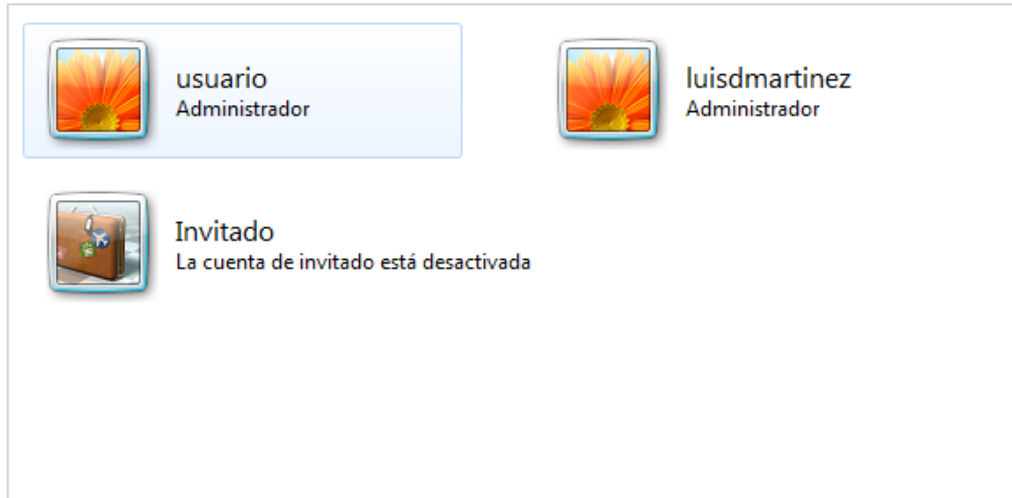 usuario
Administrador
luisdmartinez
Administrador
Invitado
La cuenta de invitado está desactivada